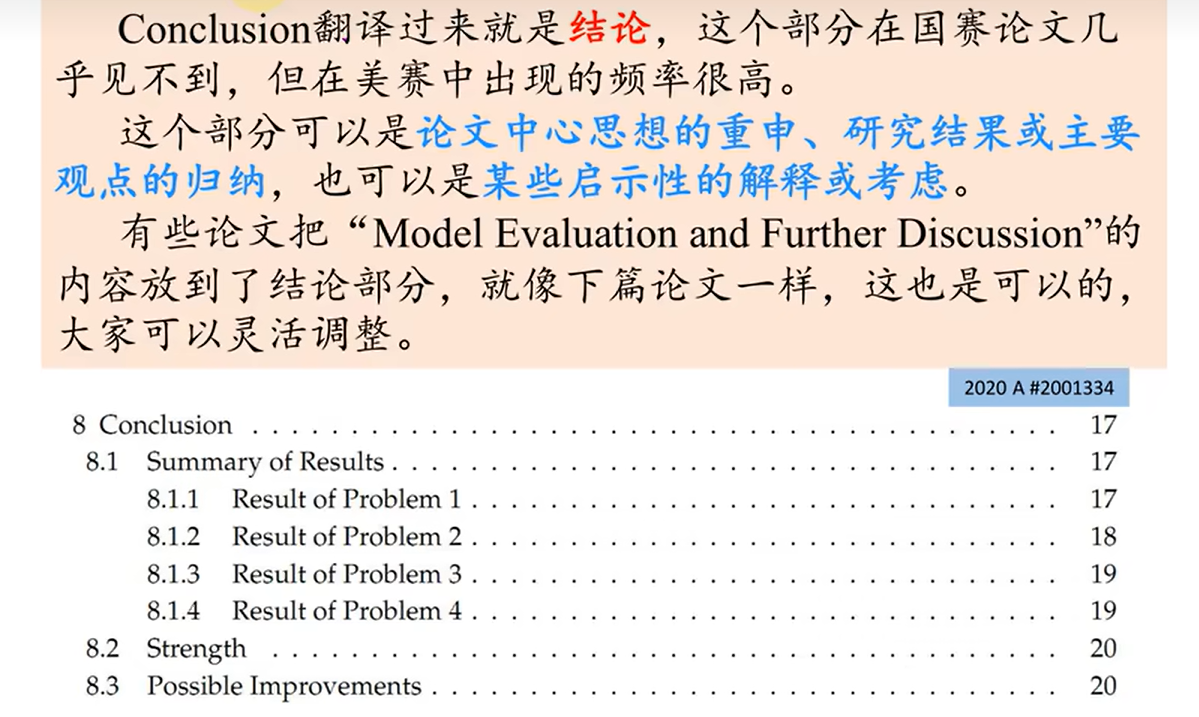 Conclusion翻译过来就是结论，这个部分在国赛论文几
乎见不到，但在美赛中出现的频率很高。
这个部分可以是论文中心思想的重申、研究结果或主要
观点的归纳，也可以是某些启示性的解释或考虑。
有些论文把“Model Evaluation and Further Discussion”的
内容放到了结论部分，就像下篇论文一样，这也是可以的，
大家可以灵活调整。
2020 A #2001334
8 Conclusion . . . . . . . . . . . . . . . . . . . . . . . . . . . . . . . . . . . . . . . . . 17
8.1 Summary of Results . . . . . . . . . . . . . . . . . . . . . . . . . . . . . . . . . . 17
8.1.1 Result of Problem 1 . . . . . . . . . . . . . . . . . . . . . . . . . . . . . . 17
8.1.2 Result of Problem 2 . . . . . . . . . . . . . . . . . . . . . . . . . . . . . . 18
8.1.3 Result of Problem 3 . . . . . . . . . . . . . . . . . . . . . . . . . . . . . . 19
8.1.4 Result of Problem 4 . . . . . . . . . . . . . . . . . . . . . . . . . . . . . . 19
8.2 Strength . . . . . . . . . . . . . . . . . . . . . . . . . . . . . . . . . . . . . . . . 20
8.3 Possible Improvements . . . . . . . . . . . . . . . . . . . . . . . . . . . . . . . . 20